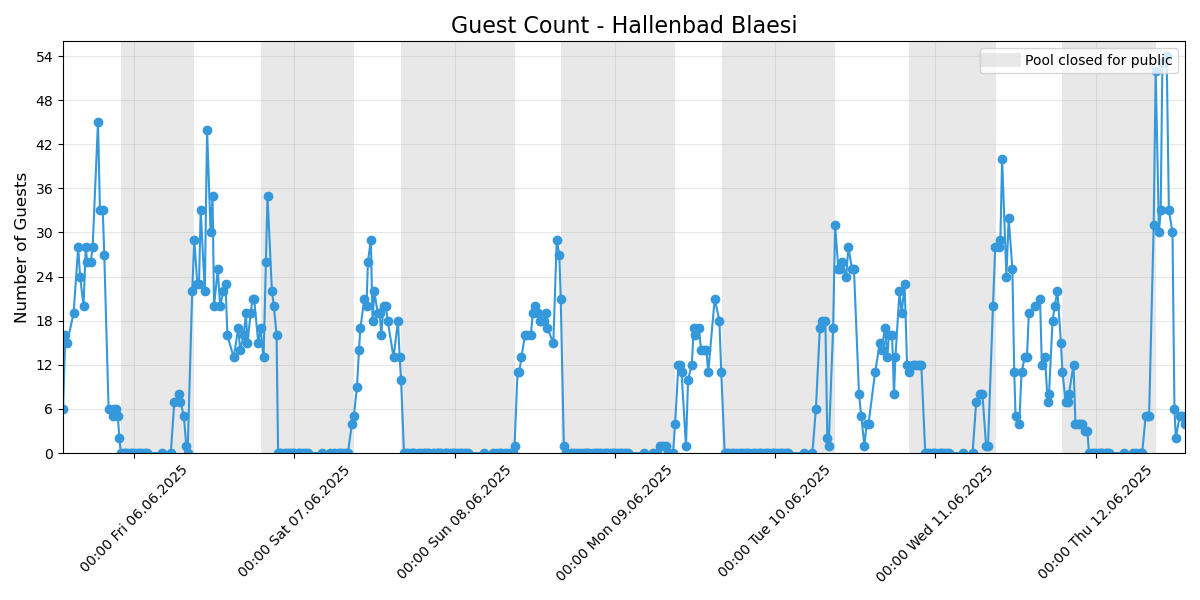 Guest Count - Hallenbad Blaesi
Pool closed for public
Number of Guests
54
48
42
36
30
24
18
12
6
0
00:00 Fri 06.06.2025
00:00 Sat 07.06.2025
00:00 Sun 08.06.2025
00:00 Mon 09.06.2025
00:00 Tue 10.06.2025
00:00 Wed 11.06.2025
00:00 Thu 12.06.2025